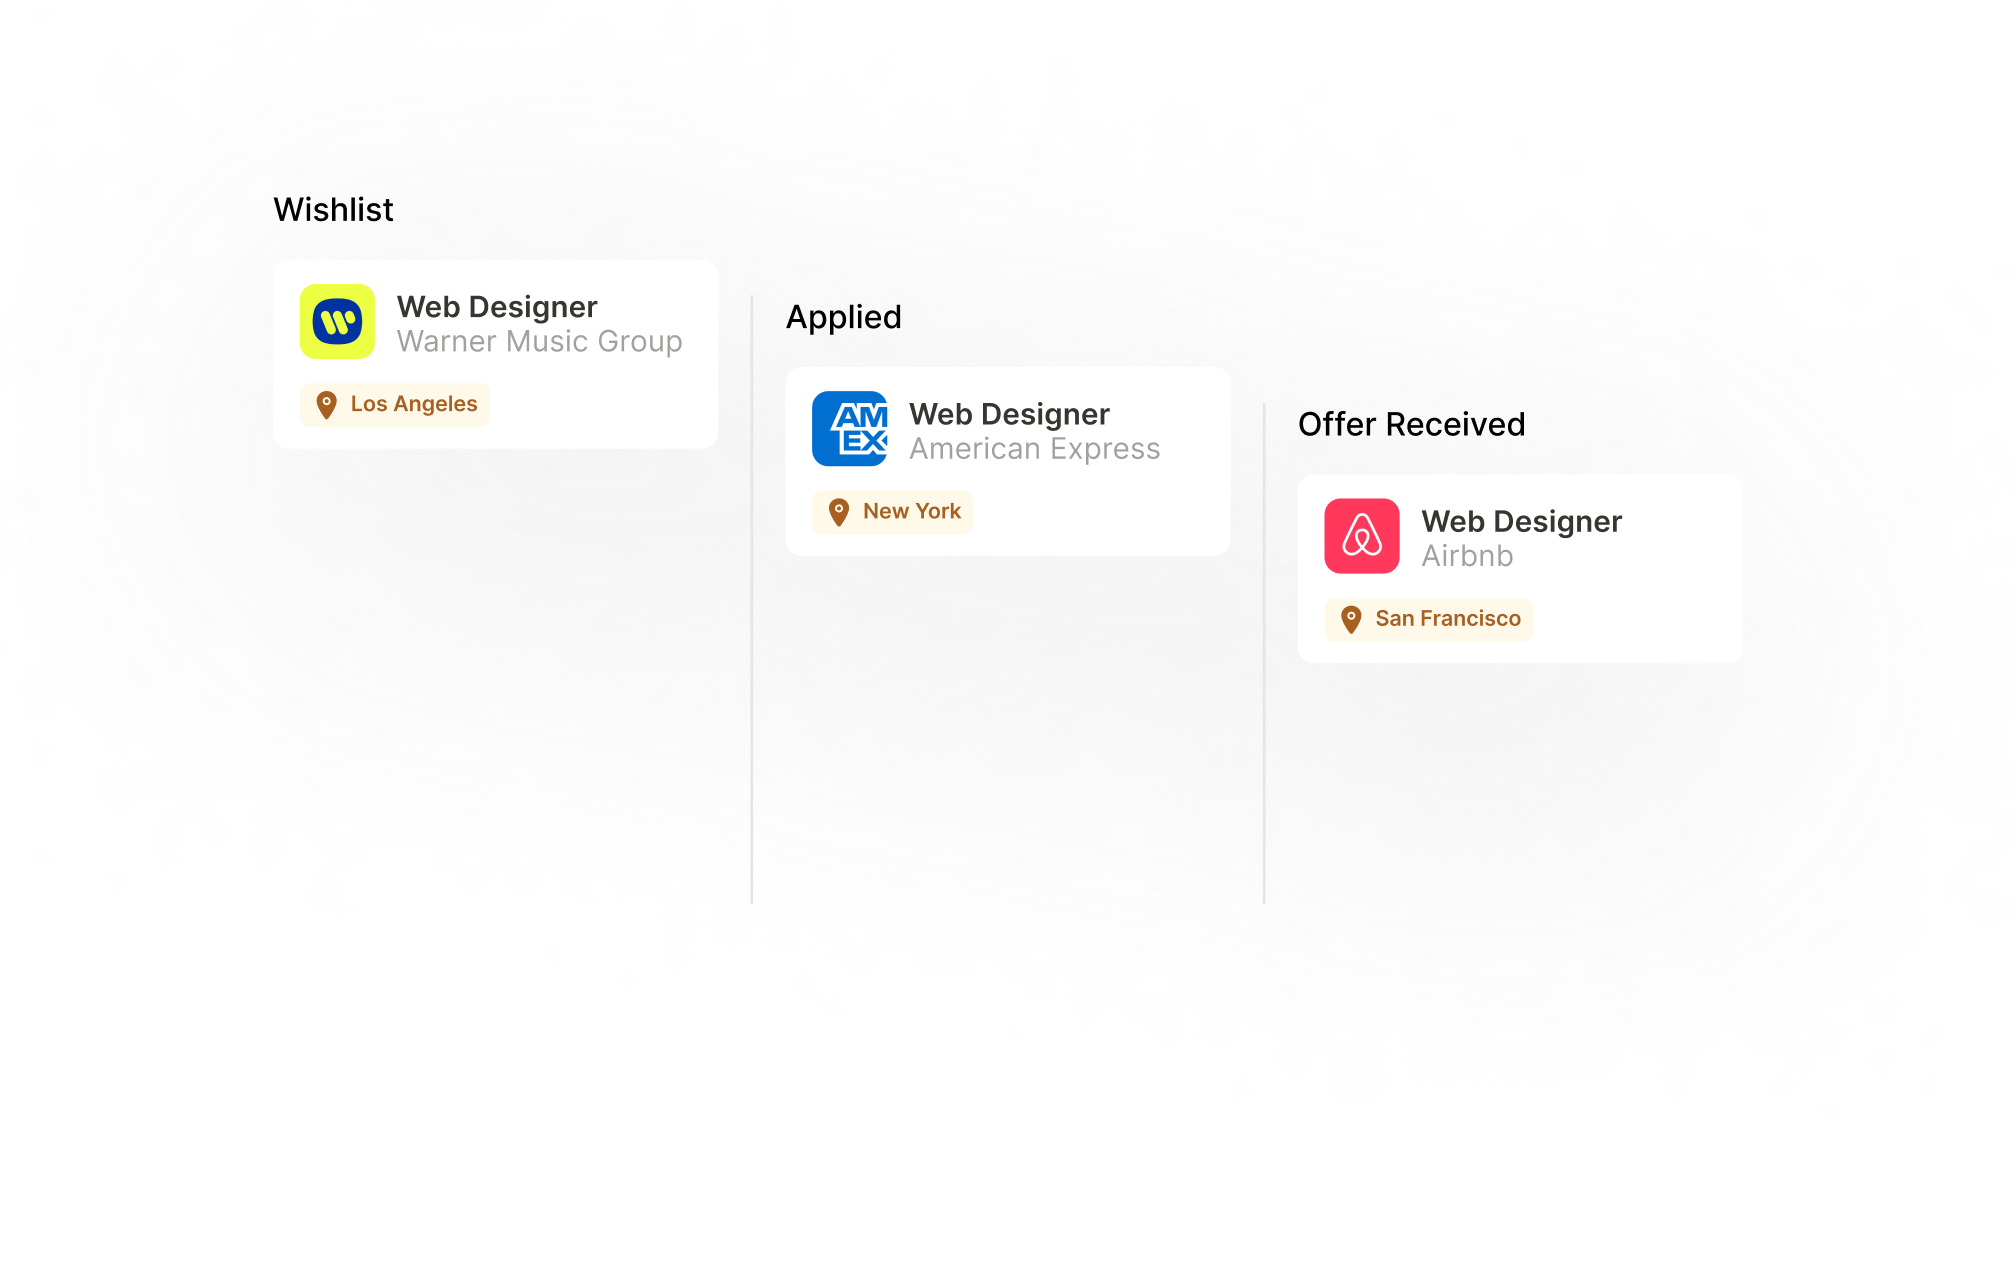 Wishlist
Web Designer
Warner Music Group
Los Angeles
Applied
AM
EX
Web Designer
American Express
New York
Offer Received
Web Designer
Airbnb
San Francisco